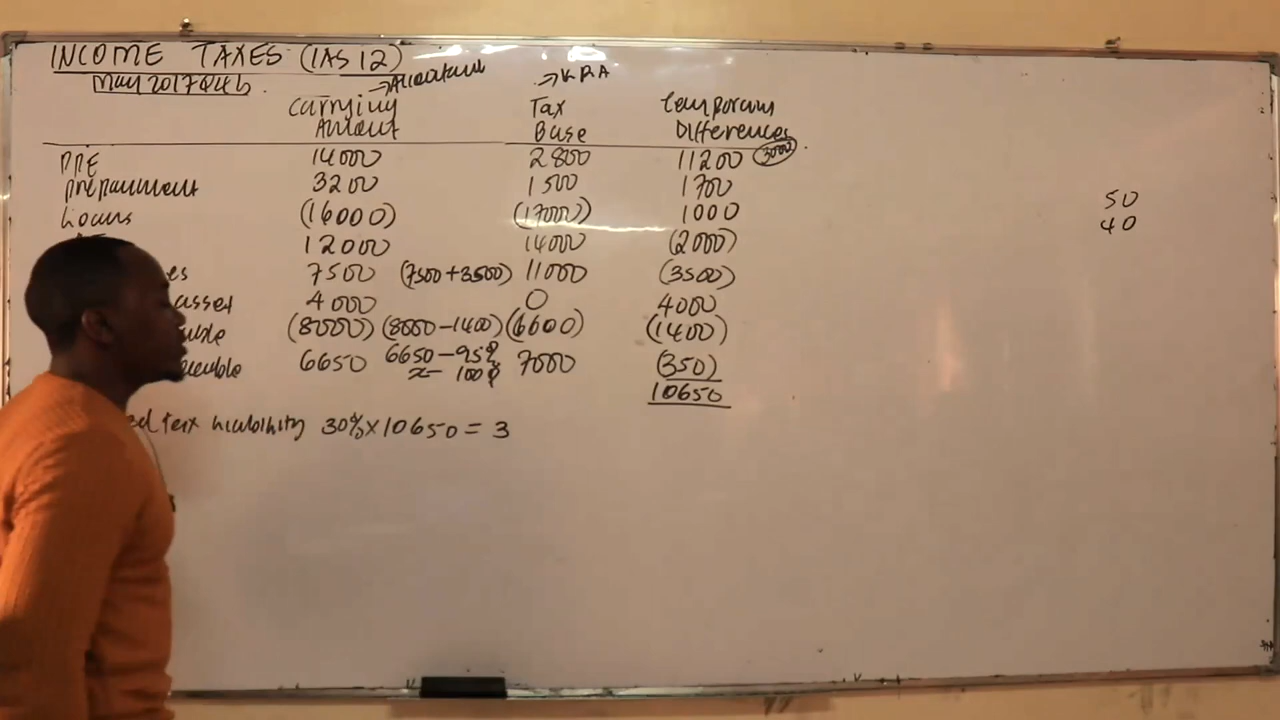 INCOME TAXES (IAS 12)
May 2017 Q4b
→KRA
Carrying Amount Tax Base Temporary Differences
PPE 14000 2800 11200 3000
Prepayment 3200 1500 1700
Loans (16000) (17000) 1000
12000 14000 (2000)
es 7500 (7500+3500) 11000 (3500)
asset 4000 0 4000
(8000) (8000-1400) (6600) (1400)
6650 6650-95% 7000 (350)
x- 100%
10650
ed tax liability 30%x10650=3
50
40